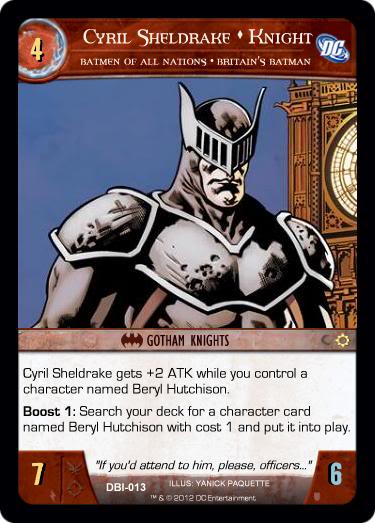 4
CYRIL SHELDRAKE • KNIGHT
DC
BATMEN OF ALL NATIONS • BRITAIN'S BATMAN
GOTHAM KNIGHTS
Cyril Sheldrake gets +2 ATK while you control a
character named Beryl Hutchison.
Boost 1: Search your deck for a character card
named Beryl Hutchison with cost 1 and put it into play.
"If you'd attend to him, please, officers..."
7
DBI-013
ILLUS: YANICK PAQUETTE
6
™ & © 2012 DC Entertainment